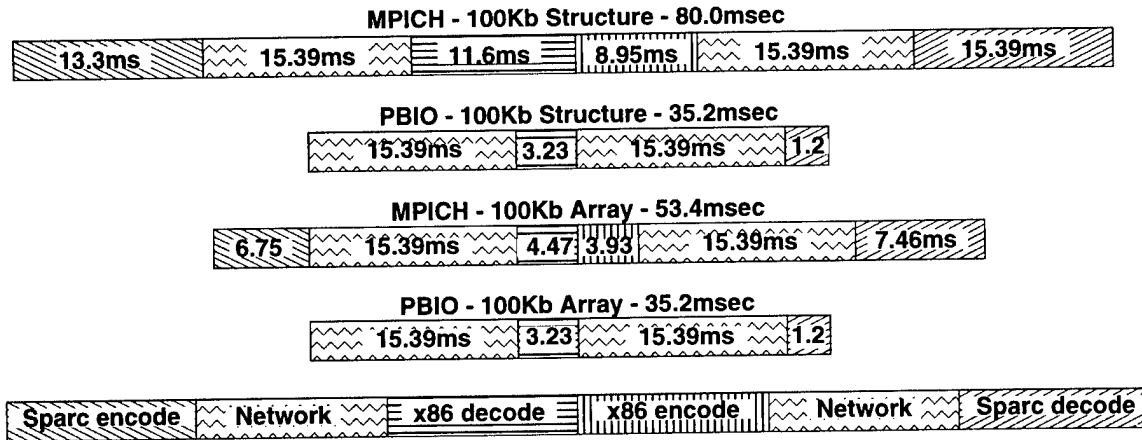 MPICH - 100Kb Structure - 80.0msec
13.3ms 15.39ms 11.6ms 8.95ms 15.39ms 15.39ms
PBIO - 100Kb Structure - 35.2msec
15.39ms 3.23 15.39ms 1.2
MPICH - 100Kb Array - 53.4msec
6.75 15.39ms 4.47 3.93 15.39ms 7.46ms
PBIO - 100Kb Array - 35.2msec
15.39ms 3.23 15.39ms 1.2
Sparc encode Network x86 decode x86 encode Network Sparc decode